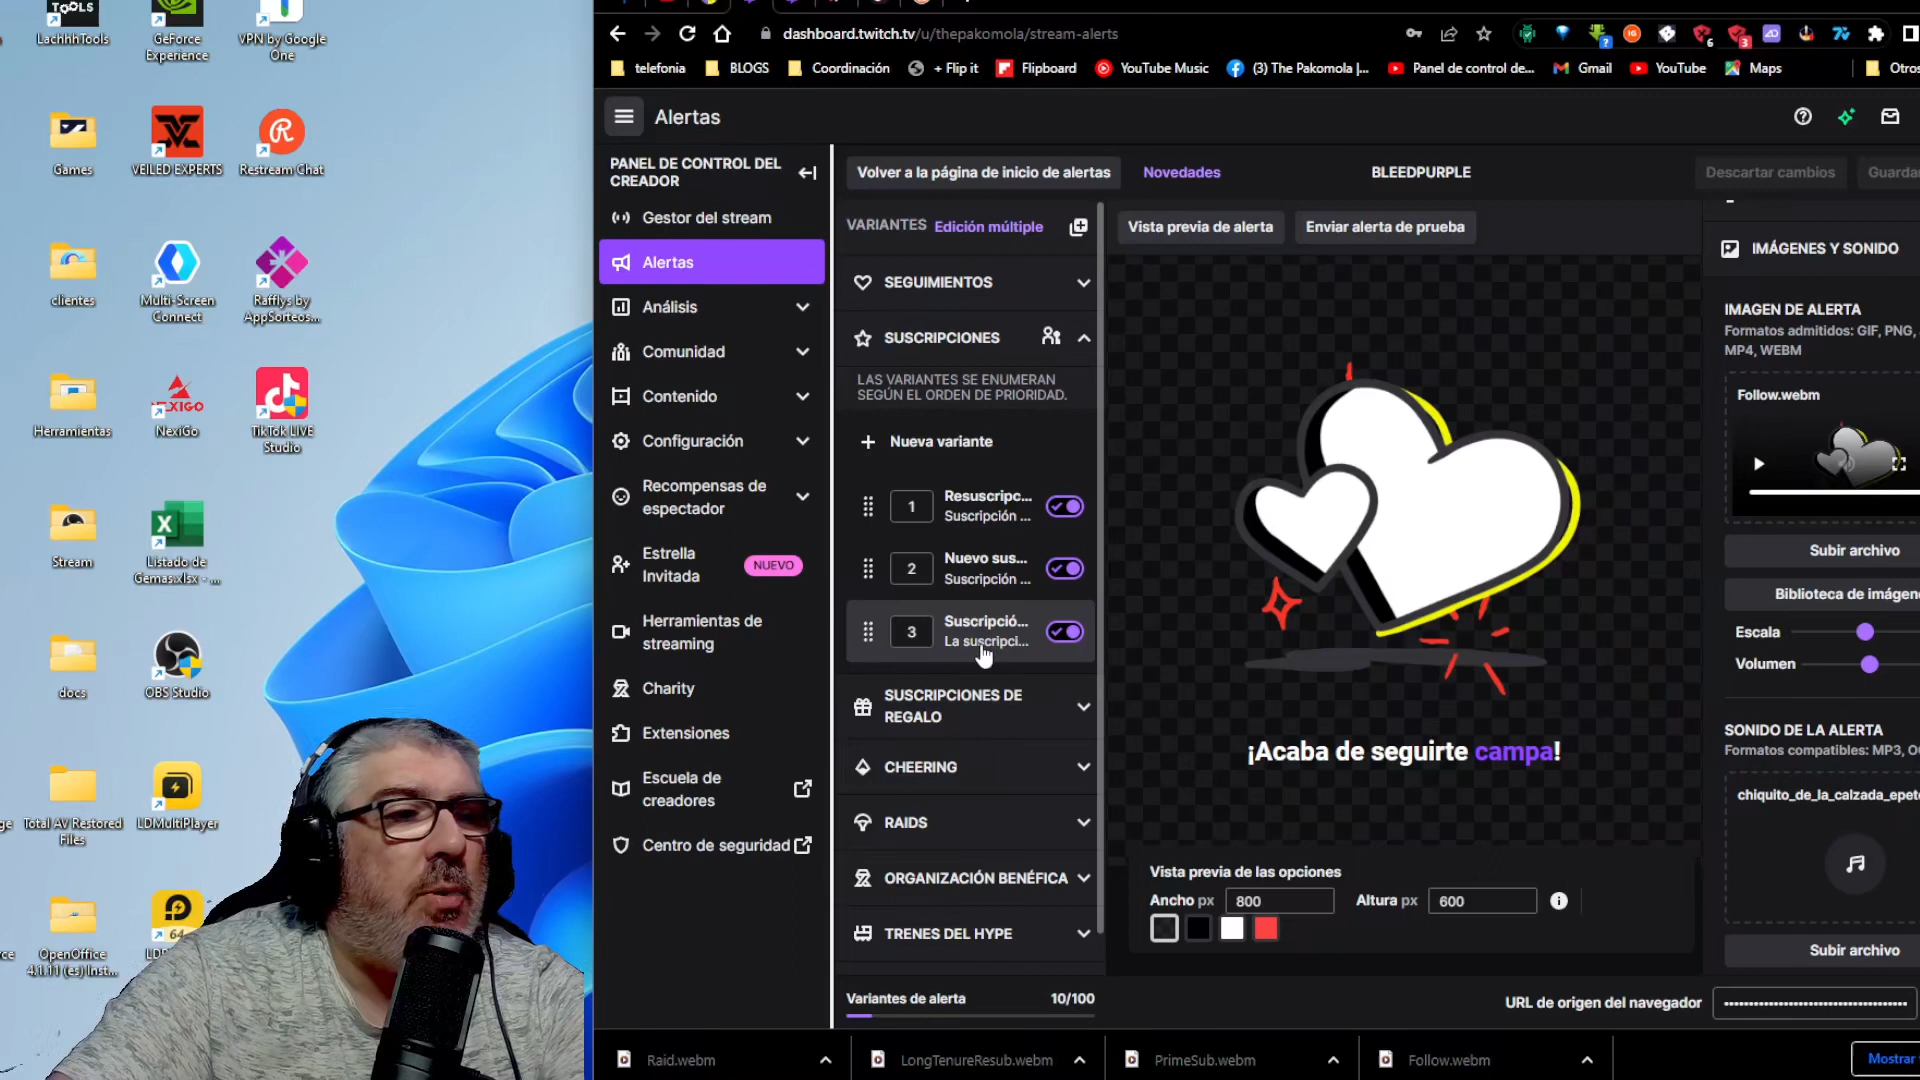 LachhhTools
GeForce
Experience
VPN by Google
One
Games
VEILED EXPERTS
Restream Chat
clientes
Multi-Screen
Connect
Rafflys by
AppSorteos...
Herramientas
NexiGo
TikTok LIVE
Studio
Stream
Listado de
Gemas.xlsx - ...
docs
OBS Studio
Total AV Restored
Files
LDMultiPlayer
OpenOffice
4.1.11 (es) Inst...
64
dashboard.twitch.tv/u/thepakomola/stream-alerts
telefonia
BLOGS
Coordinación
+ Flip it
Flipboard
YouTube Music
(3) The Pakomola |...
Panel de control de...
Gmail
YouTube
Maps
Otros
Alertas
PANEL DE CONTROL DEL
CREADOR
Gestor del stream
Alertas
Análisis
Comunidad
Contenido
Configuración
Recompensas de
espectador
Estrella
Invitada
NUEVO
Herramientas de
streaming
Charity
Extensiones
Escuela de
creadores
Centro de seguridad
Volver a la página de inicio de alertas
Novedades
BLEEDPURPLE
Descartar cambios
Guardar
VARIANTES
Edición múltiple
SEGUIMIENTOS
SUSCRIPCIONES
LAS VARIANTES SE ENUMERAN
SEGÚN EL ORDEN DE PRIORIDAD.
Nueva variante
1
Resuscripc...
Suscripción ...
2
Nuevo sus...
Suscripción ...
3
Suscripció...
La suscripci...
SUSCRIPCIONES DE
REGALO
CHEERING
RAIDS
ORGANIZACIÓN BENÉFICA
TRENES DEL HYPE
Variantes de alerta
10/100
Vista previa de alerta
Enviar alerta de prueba
¡Acaba de seguirte campa!
Vista previa de las opciones
Ancho px
800
Altura px
600
IMÁGENES Y SONIDO
IMAGEN DE ALERTA
Formatos admitidos: GIF, PNG,
MP4, WEBM
Follow.webm
Subir archivo
Biblioteca de imágene
Escala
Volumen
SONIDO DE LA ALERTA
Formatos compatibles: MP3, O
chiquito_de_la_calzada_epet
Subir archivo
URL de origen del navegador
Raid.webm
LongTenureResub.webm
PrimeSub.webm
Follow.webm
Mostrar